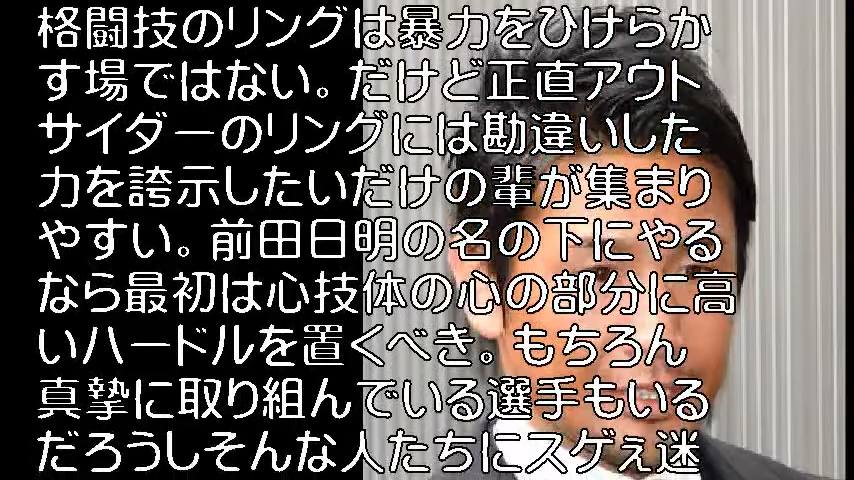 格闘技のリングは暴力をひけらか
す場ではない。だけど正直アウト
サイダーのリングには勘違いした
力を誇示したいだけの輩が集まり
やすい。前田日明の名の下にやる
なら最初は心技体の心の部分に高
いハードルを置くべき。もちろん
真摯に取り組んでいる選手もいる
だろうしそんな人たちにスゲぇ迷